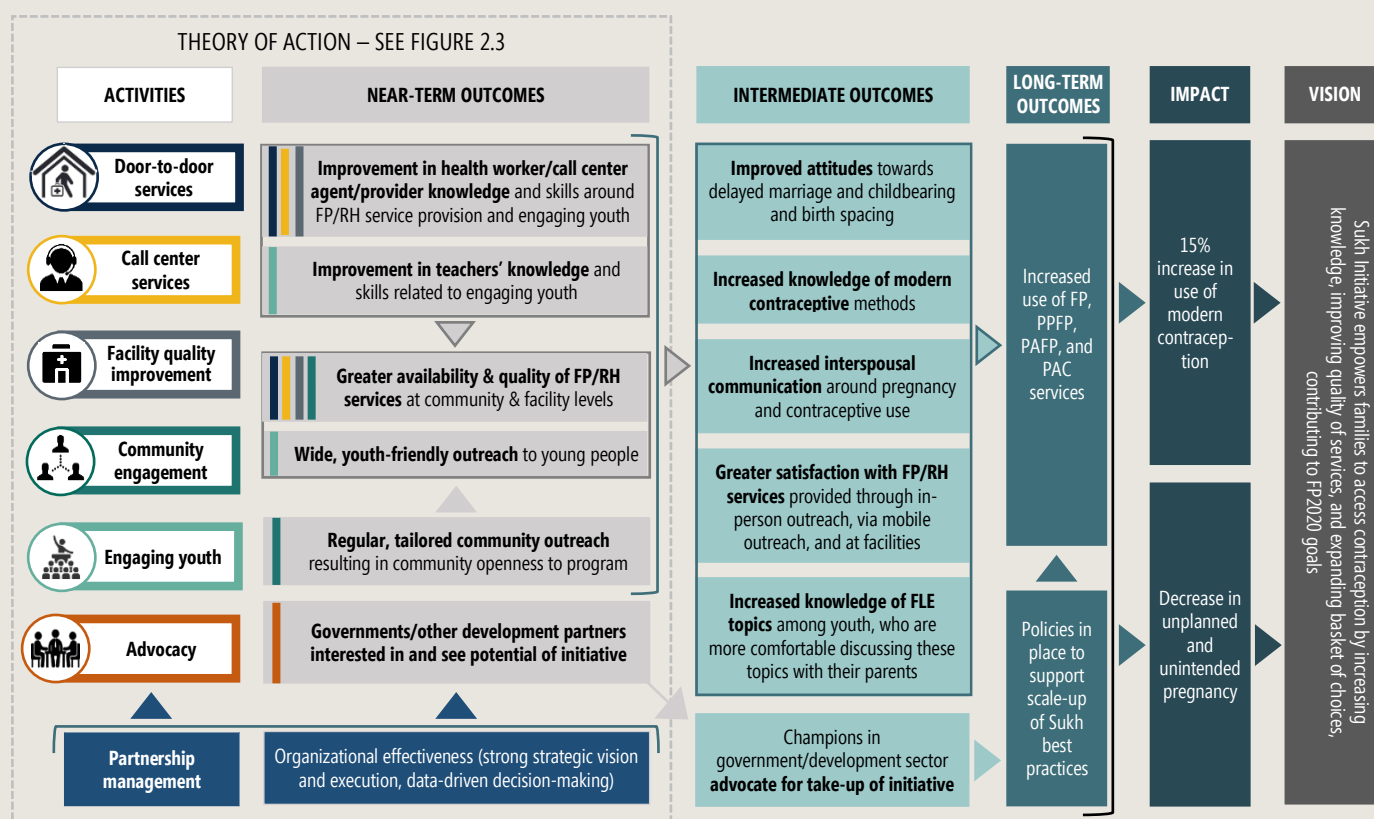 THEORY OF ACTION – SEE FIGURE 2.3
ACTIVITIES
NEAR-TERM OUTCOMES
INTERMEDIATE OUTCOMES
LONG-TERM
OUTCOMES
IMPACT
VISION
Door-to-door
services
Call center
services
Facility quality
improvement
Community
engagement
Engaging youth
Advocacy
Partnership
management
Improvement in health worker/call center
agent/provider knowledge and skills around
FP/RH service provision and engaging youth
Improvement in teachers’ knowledge and
skills related to engaging youth
Greater availability & quality of FP/RH
services at community & facility levels
Wide, youth-friendly outreach to young people
Regular, tailored community outreach
resulting in community openness to program
Governments/other development partners
interested in and see potential of initiative
Organizational effectiveness (strong strategic vision
and execution, data-driven decision-making)
Improved attitudes towards
delayed marriage and childbearing
and birth spacing
Increased knowledge of modern
contraceptive methods
Increased interspousal
communication around pregnancy
and contraceptive use
Greater satisfaction with FP/RH
services provided through in-
person outreach, via mobile
outreach, and at facilities
Increased knowledge of FLE
topics among youth, who are
more comfortable discussing these
topics with their parents
Champions in
government/development sector
advocate for take-up of initiative
Increased
use of FP,
PPFP,
PAFP, and
PAC
services
Policies in
place to
support
scale-up
of Sukh
best
practices
15%
increase in
use of
modern
contracep-
tion
Decrease in
unplanned
and
unintended
pregnancy
Sukh Initiative empowers families to access contraception by increasing
knowledge, improving quality of services, and expanding basket of choices,
contributing to FP2020 goals